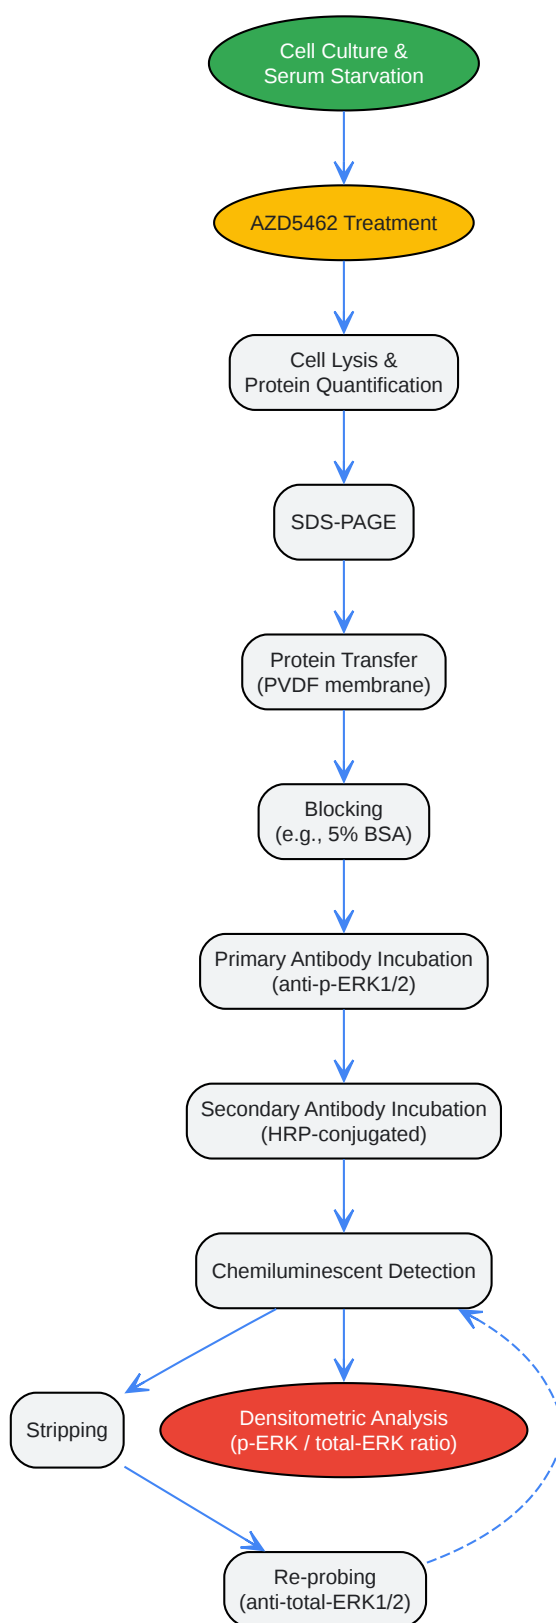 Cell Culture &
Serum Starvation
AZD5462 Treatment
Cell Lysis &
Protein Quantification
SDS-PAGE
Protein Transfer
(PVDF membrane)
Blocking
(e.g., 5% BSA)
Primary Antibody Incubation
(anti-p-ERK1/2)
Secondary Antibody Incubation
(HRP-conjugated)
Chemiluminescent Detection
Stripping
Densitometric Analysis
(p-ERK / total-ERK ratio)
Re-probing
(anti-total-ERK1/2)